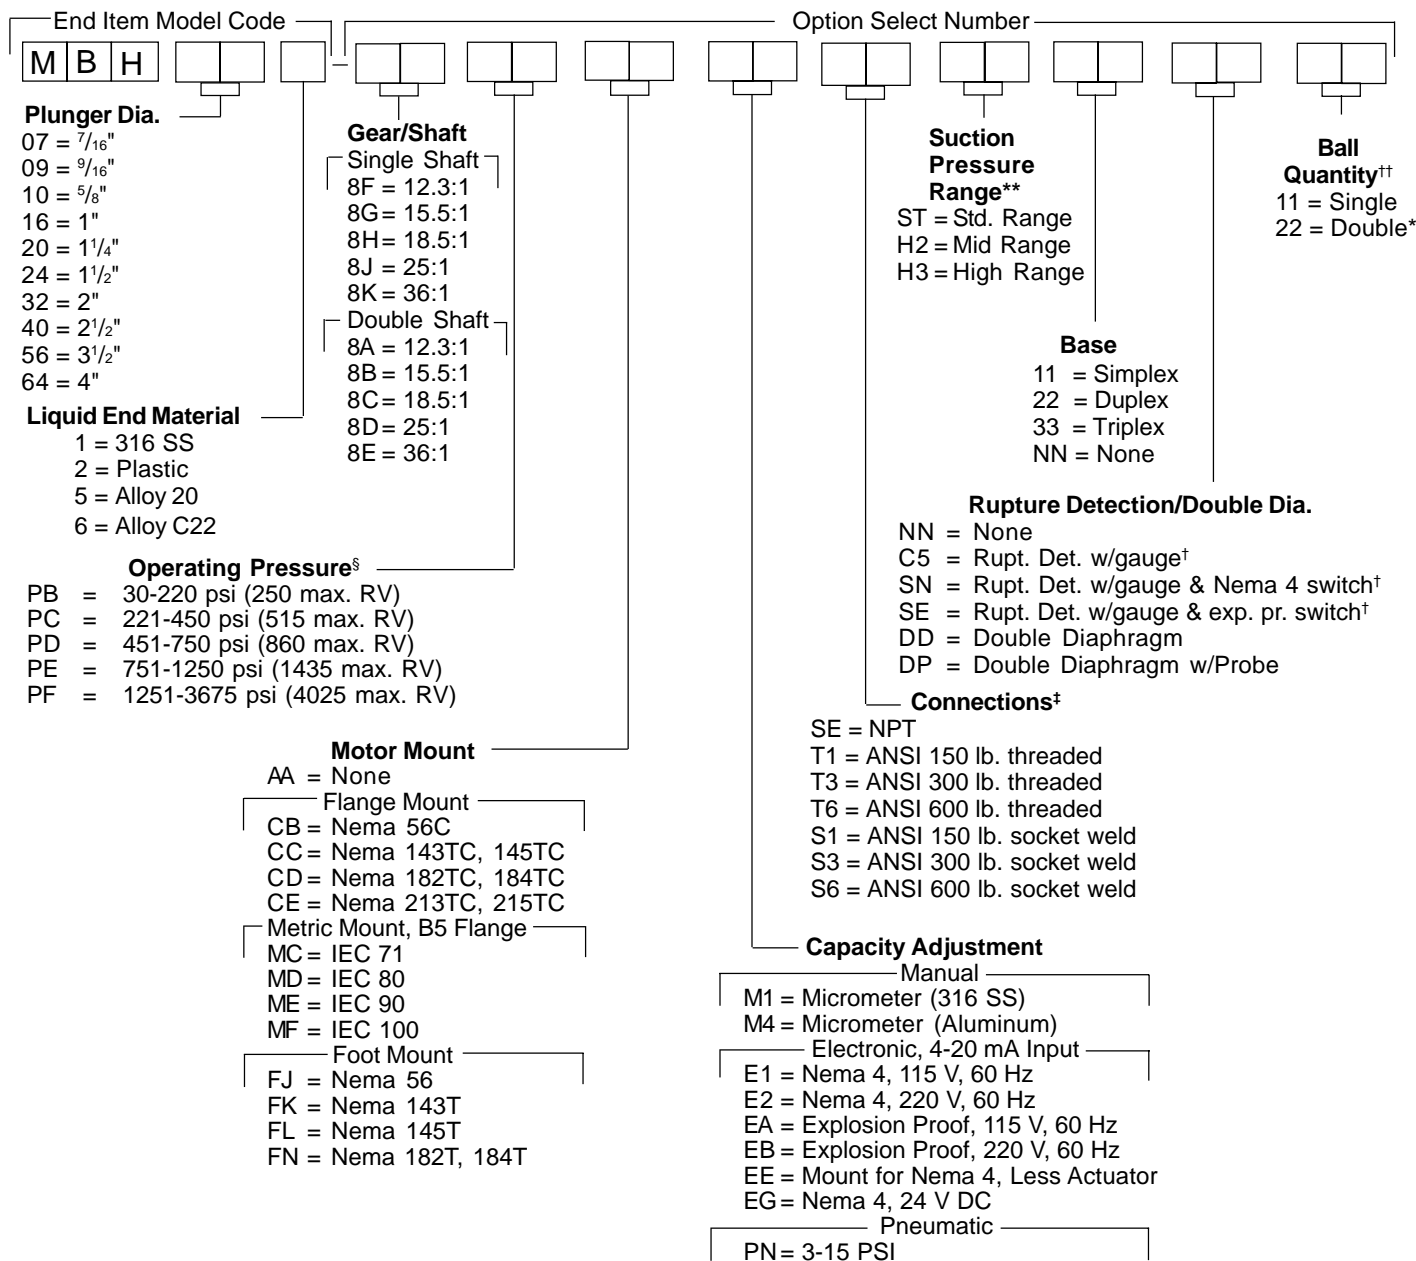 End Item Model Code
Option Select Number
M B H
–
Plunger Dia.
07 = 7/16"
09 = 9/16"
10 = 5/8"
16 = 1"
20 = 1 1/4"
24 = 1 1/2"
32 = 2"
40 = 2 1/2"
56 = 3 1/2"
64 = 4"
Liquid End Material
1 = 316 SS
2 = Plastic
5 = Alloy 20
6 = Alloy C22
Gear/Shaft
Single Shaft
8F = 12.3:1
8G = 15.5:1
8H = 18.5:1
8J = 25:1
8K = 36:1
Double Shaft
8A = 12.3:1
8B = 15.5:1
8C = 18.5:1
8D = 25:1
8E = 36:1
Operating Pressure§
PB = 30-220 psi (250 max. RV)
PC = 221-450 psi (515 max. RV)
PD = 451-750 psi (860 max. RV)
PE = 751-1250 psi (1435 max. RV)
PF = 1251-3675 psi (4025 max. RV)
Motor Mount
AA = None
Flange Mount
CB = Nema 56C
CC = Nema 143TC, 145TC
CD = Nema 182TC, 184TC
CE = Nema 213TC, 215TC
Metric Mount, B5 Flange
MC = IEC 71
MD = IEC 80
ME = IEC 90
MF = IEC 100
Foot Mount
FJ = Nema 56
FK = Nema 143T
FL = Nema 145T
FN = Nema 182T, 184T
Suction
Pressure
Range**
ST = Std. Range
H2 = Mid Range
H3 = High Range
Ball
Quantity††
11 = Single
22 = Double*
Base
11 = Simplex
22 = Duplex
33 = Triplex
NN = None
Rupture Detection/Double Dia.
NN = None
C5 = Rupt. Det. w/gauge†
SN = Rupt. Det. w/gauge & Nema 4 switch†
SE = Rupt. Det. w/gauge & exp. pr. switch†
DD = Double Diaphragm
DP = Double Diaphragm w/Probe
Connections‡
SE = NPT
T1 = ANSI 150 lb. threaded
T3 = ANSI 300 lb. threaded
T6 = ANSI 600 lb. threaded
S1 = ANSI 150 lb. socket weld
S3 = ANSI 300 lb. socket weld
S6 = ANSI 600 lb. socket weld
Capacity Adjustment
Manual
M1 = Micrometer (316 SS)
M4 = Micrometer (Aluminum)
Electronic, 4-20 mA Input
E1 = Nema 4, 115 V, 60 Hz
E2 = Nema 4, 220 V, 60 Hz
EA = Explosion Proof, 115 V, 60 Hz
EB = Explosion Proof, 220 V, 60 Hz
EE = Mount for Nema 4, Less Actuator
EG = Nema 4, 24 V DC
Pneumatic
PN = 3-15 PSI